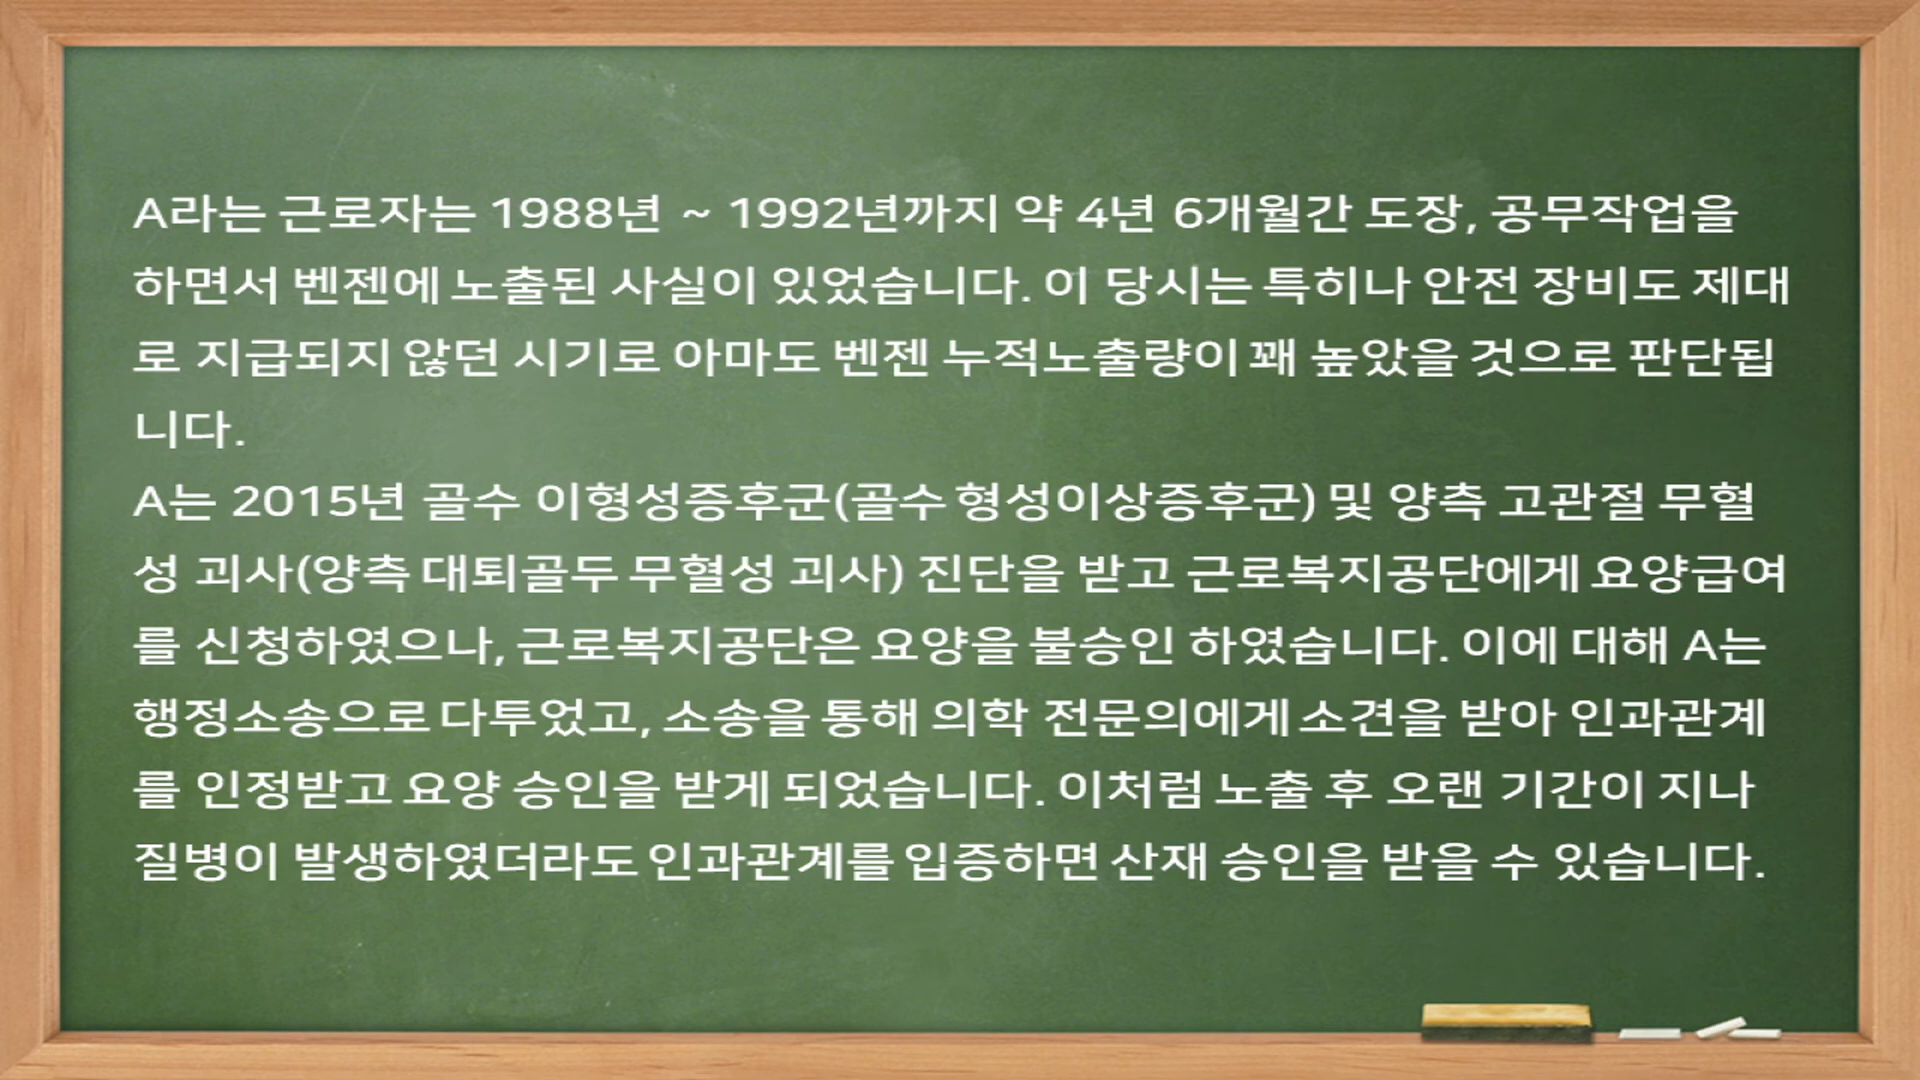 A라는 근로자는 1988년 ~ 1992년까지 약 4년 6개월간 도장, 공무작업을
하면서 벤젠에 노출된 사실이 있었습니다. 이 당시는 특히나 안전 장비도 제대
로 지급되지 않던 시기로 아마도 벤젠 누적노출량이 꽤 높았을 것으로 판단됩
니다.
A는 2015년 골수 이형성증후군(골수 형성이상증후군) 및 양측 고관절 무혈
성 괴사(양측 대퇴골두 무혈성 괴사) 진단을 받고 근로복지공단에게 요양급여
를 신청하였으나, 근로복지공단은 요양을 불승인 하였습니다. 이에 대해 A는
행정소송으로 다투었고, 소송을 통해 의학 전문의에게 소견을 받아 인과관계
를 인정받고 요양 승인을 받게 되었습니다. 이처럼 노출 후 오랜 기간이 지나
질병이 발생하였더라도 인과관계를 입증하면 산재 승인을 받을 수 있습니다.